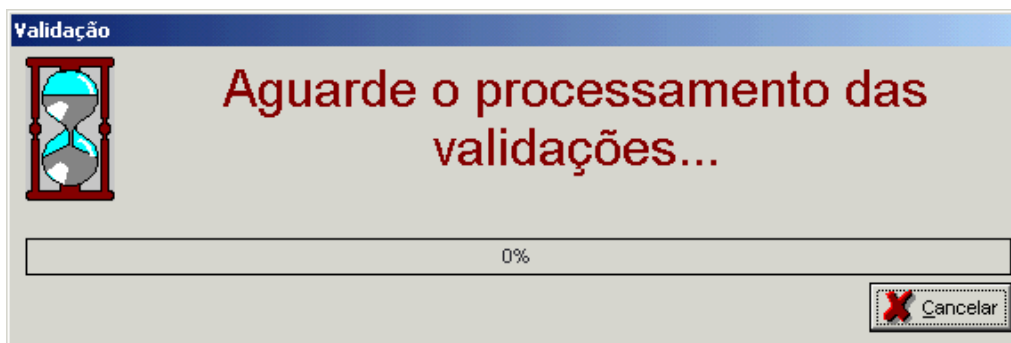 Validação
Aguarde o processamento das
validações...
0%
Cancelar